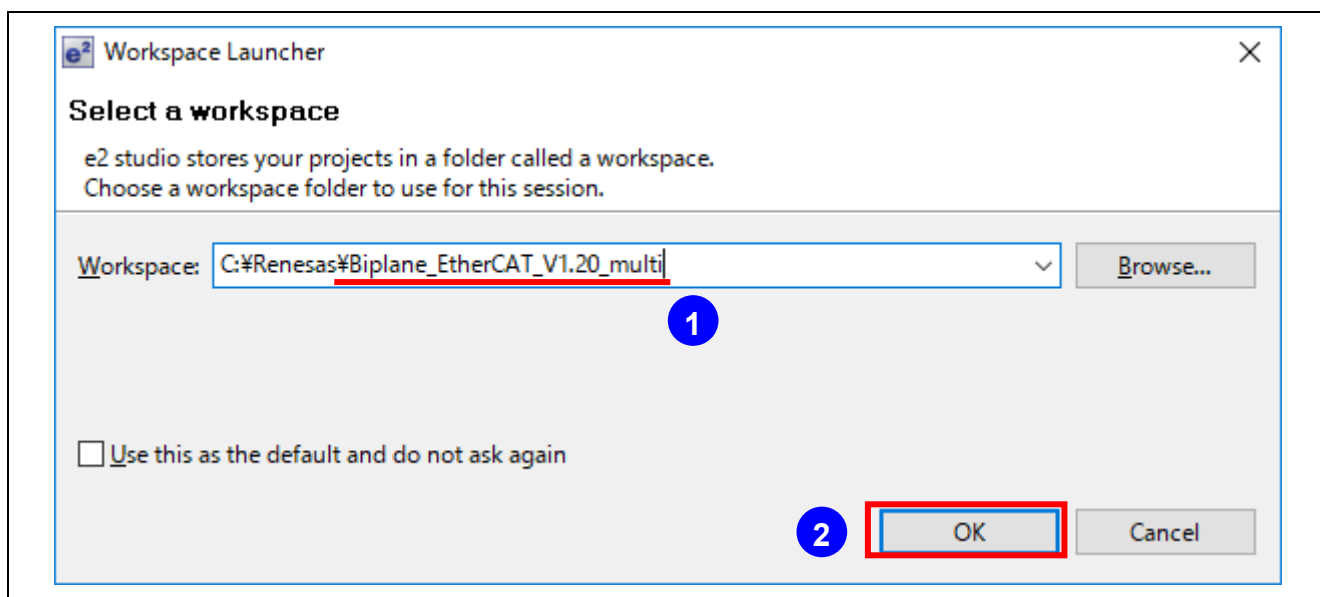 e² Workspace Launcher
Select a workspace
e2 studio stores your projects in a folder called a workspace.
Choose a workspace folder to use for this session.
Workspace: C:¥Renesas¥Biplane_EtherCAT_V1.20_multi Browse...
1
Use this as the default and do not ask again
2 OK Cancel